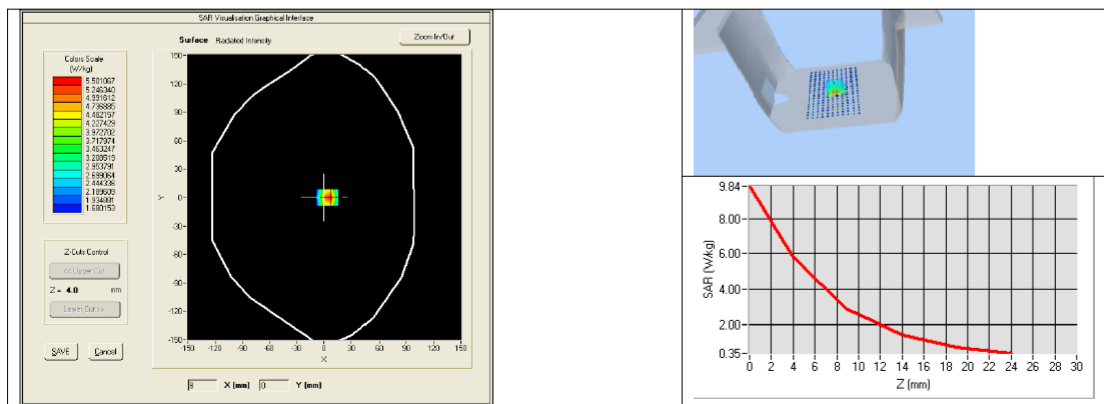 SAR Visualisation Graphical Interface
Surface Radiated Intensity
Zoom In/Out
Colors Scale
(W/kg)
5.501067
5.246340
4.991612
4.736885
4.482157
4.227429
3.972702
3.717974
3.463247
3.208519
2.953791
2.699064
2.444336
2.189609
1.934881
1.680153
Z-Cuts Control
<< Upper Cut
Z = 4.0 mm
Lower Cut >>
SAVE Cancel
150
120
90
60
30
0
-30
-60
-90
-120
-150
Y
-150 -120 -90 -60 -30 0 30 60 90 120 150
X
8 X (mm) 0 Y (mm)
9.84
8.00
6.00
4.00
2.00
0.35
SAR (W/kg)
0 2 4 6 8 10 12 14 16 18 20 22 24 26 28 30
Z (mm)